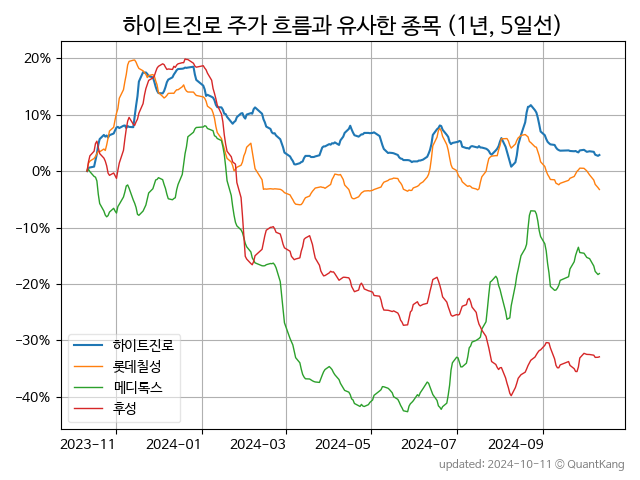 하이트진로 주가 흐름과 유사한 종목 (1년, 5일선)
20%
10%
0%
−10%
−20%
−30%
−40%
하이트진로
롯데칠성
메디톡스
후성
2023-11 2024-01 2024-03 2024-05 2024-07 2024-09
updated: 2024-10-11 © QuantKang